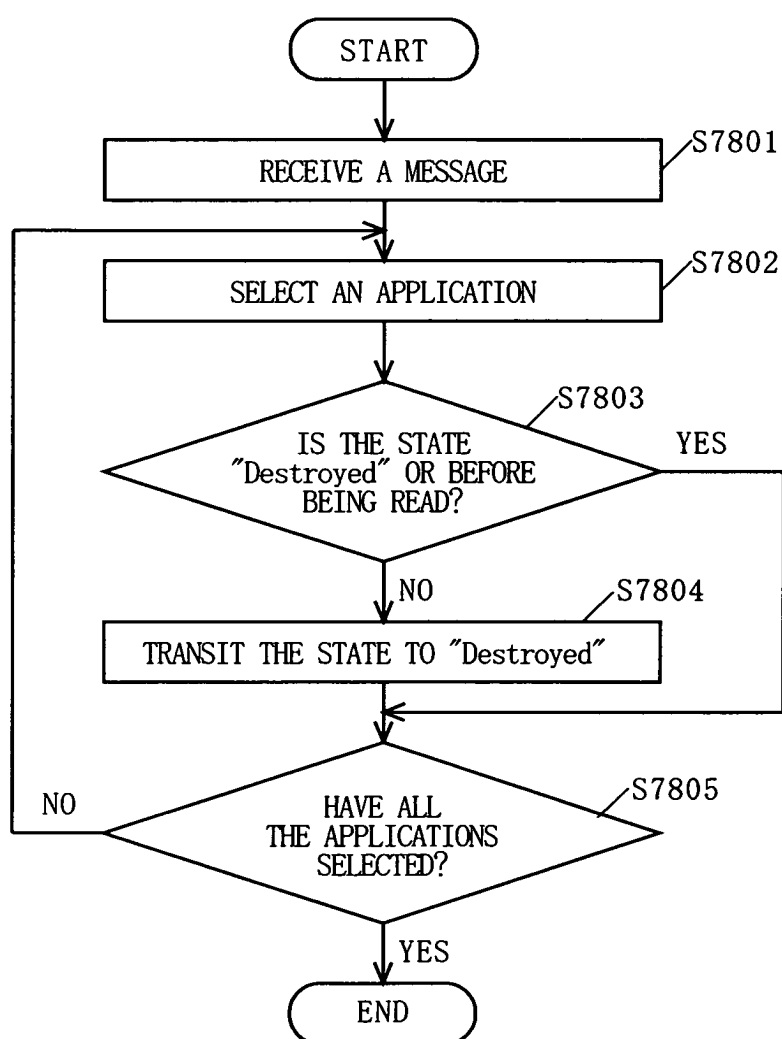 START
S7801
RECEIVE A MESSAGE
S7802
SELECT AN APPLICATION
S7803
IS THE STATE
"Destroyed" OR BEFORE
BEING READ?
YES
NO
S7804
TRANSIT THE STATE TO "Destroyed"
S7805
NO
HAVE ALL
THE APPLICATIONS
SELECTED?
YES
END